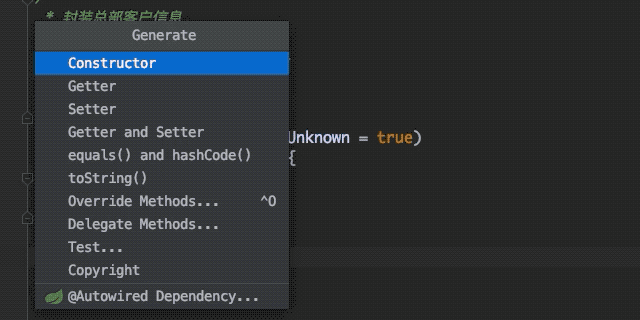 * 封装总部客户信息
Generate
Constructor
Getter
Setter
Getter and Setter
Unknown = true)
equals() and hashCode()
{
toString()
Override Methods... ^O
Delegate Methods...
Test...
Copyright
@Autowired Dependency...